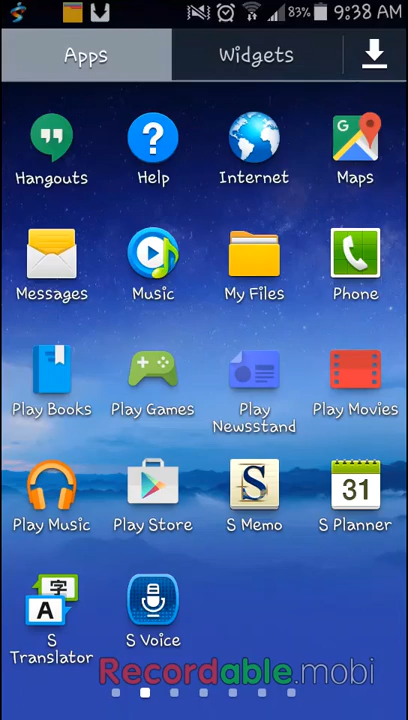 83% 9:38 AM
Apps Widgets
Hangouts Help Internet Maps
G
Messages Music My Files Phone
Play Books Play Games Play Newsstand Play Movies
S 31
Play Music Play Store S Memo S Planner
字
A
S Translator S Voice
Recordable.mobi